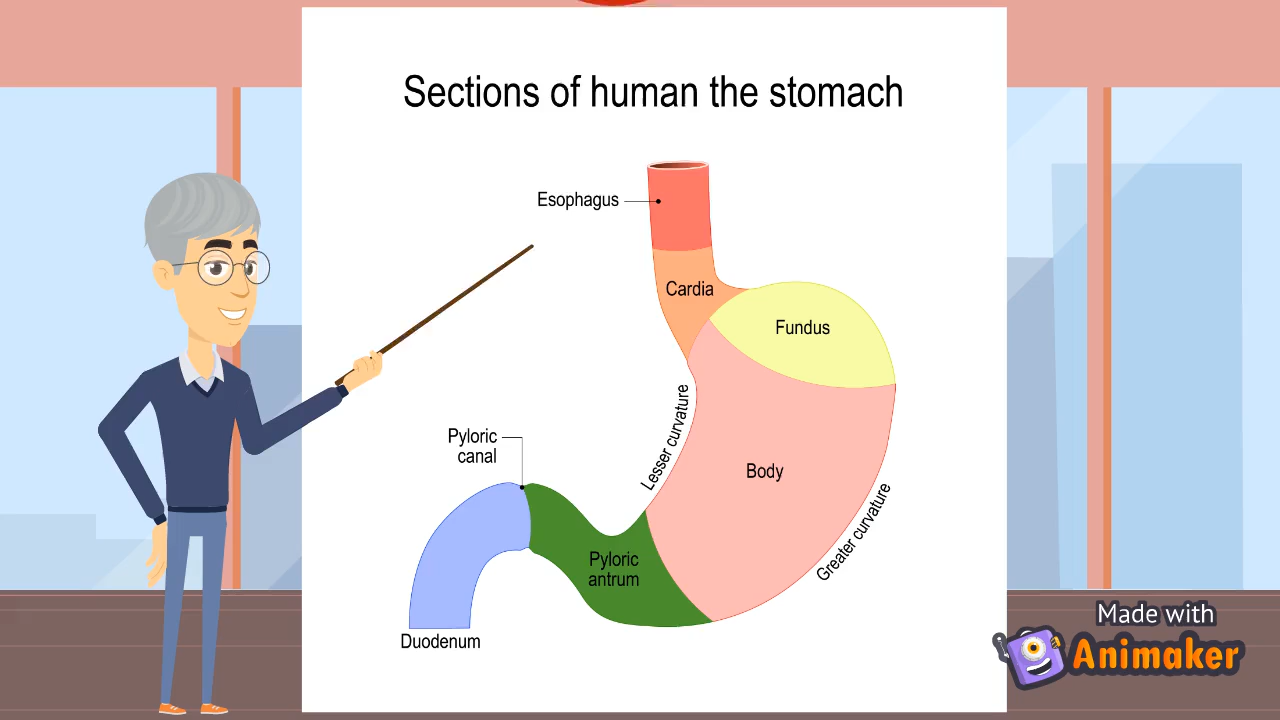 Sections of human the stomach
Esophagus
Cardia
Fundus
Lesser curvature
Pyloric
canal
Body
Greater curvature
Pyloric
antrum
Duodenum
Made with
Animaker